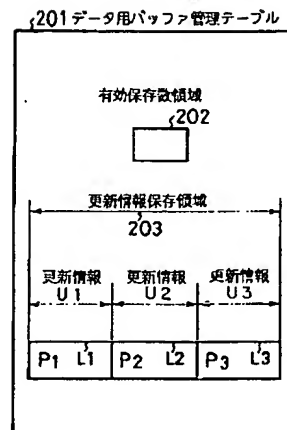 201 データ用バッファ管理テーブル
有効保存数領域
202
更新情報保存領域
203
更新情報 更新情報 更新情報
U1 U2 U3
P1 L1 P2 L2 P3 L3